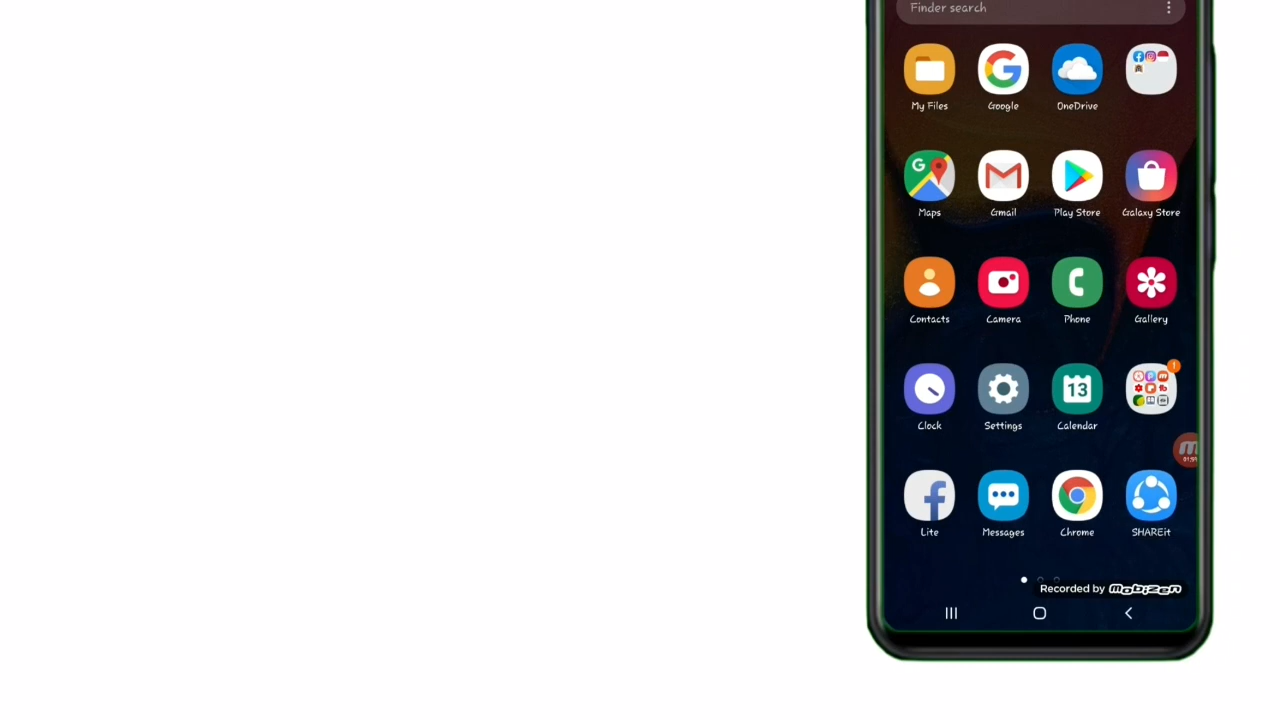 Finder search
My Files
Google
OneDrive
G
Maps
Gmail
Play Store
Galaxy Store
Contacts
Camera
Phone
Gallery
13
Clock
Settings
Calendar
Lite
Messages
Chrome
SHAREit
Recorded by mobizen